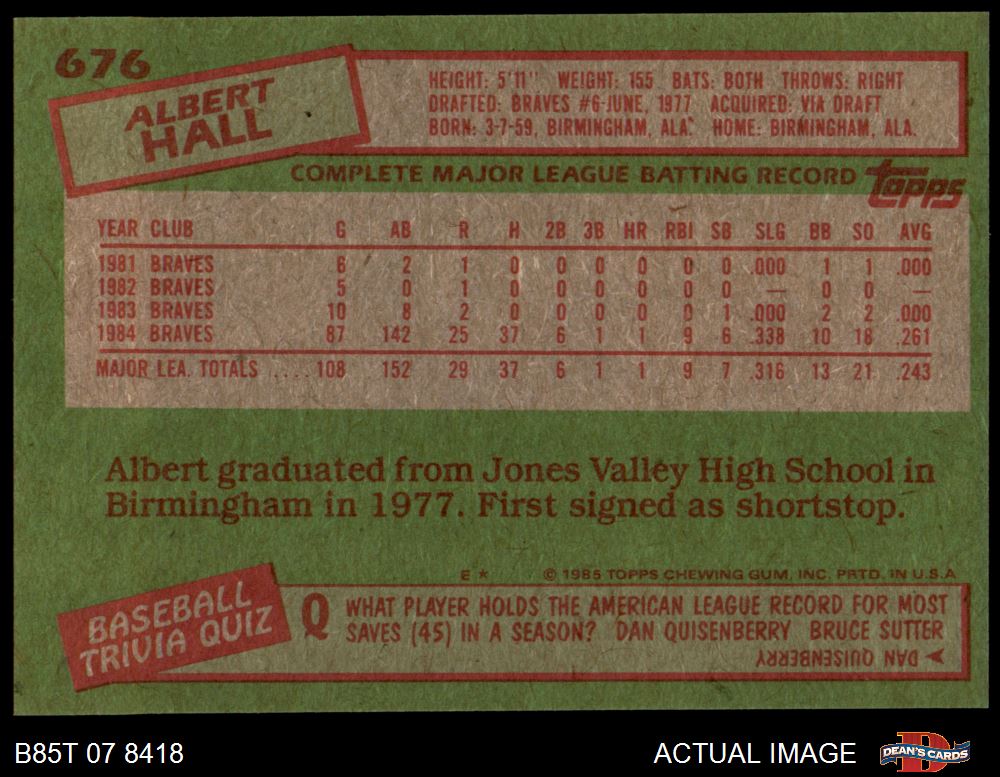 676
ALBERT
HALL
HEIGHT: 5'11" WEIGHT: 155 BATS: BOTH THROWS: RIGHT
DRAFTED: BRAVES #6-JUNE, 1977 ACQUIRED: VIA DRAFT
BORN: 3-7-59, BIRMINGHAM, ALA. HOME: BIRMINGHAM, ALA.
COMPLETE MAJOR LEAGUE BATTING RECORD topps
YEAR CLUB G AB R H 2B 3B HR RBI SB SLG BB SO AVG
1981 BRAVES 6 2 1 0 0 0 0 0 0 .000 1 1 .000
1982 BRAVES 5 0 1 0 0 0 0 0 0 — 0 0 —
1983 BRAVES 10 8 2 0 0 0 0 0 1 .000 2 2 .000
1984 BRAVES 87 142 25 37 6 1 1 9 6 .338 10 18 .261
MAJOR LEA. TOTALS .... 108 152 29 37 6 1 1 9 7 .316 13 21 .243
Albert graduated from Jones Valley High School in
Birmingham in 1977. First signed as shortstop.
E * © 1985 TOPPS CHEWING GUM, INC. PRTD. IN U.S.A.
BASEBALL
TRIVIA QUIZ
Q WHAT PLAYER HOLDS THE AMERICAN LEAGUE RECORD FOR MOST
SAVES (45) IN A SEASON? DAN QUISENBERRY BRUCE SUTTER
A DAN QUISENBERRY
B85T 07 8418
ACTUAL IMAGE
D
DEAN'S CARDS